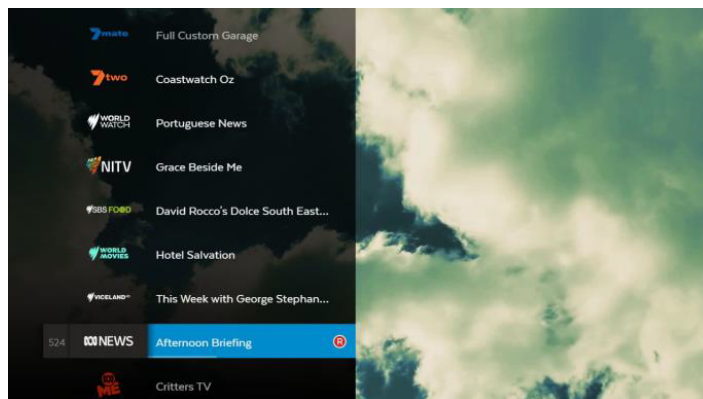 7mate Full Custom Garage
7two Coastwatch Oz
WORLD WATCH Portuguese News
NITV Grace Beside Me
SBS FOOD David Rocco's Dolce South East...
WORLD MOVIES Hotel Salvation
VICELAND This Week with George Stephan...
524 NEWS Afternoon Briefing R
ABC ME Critters TV